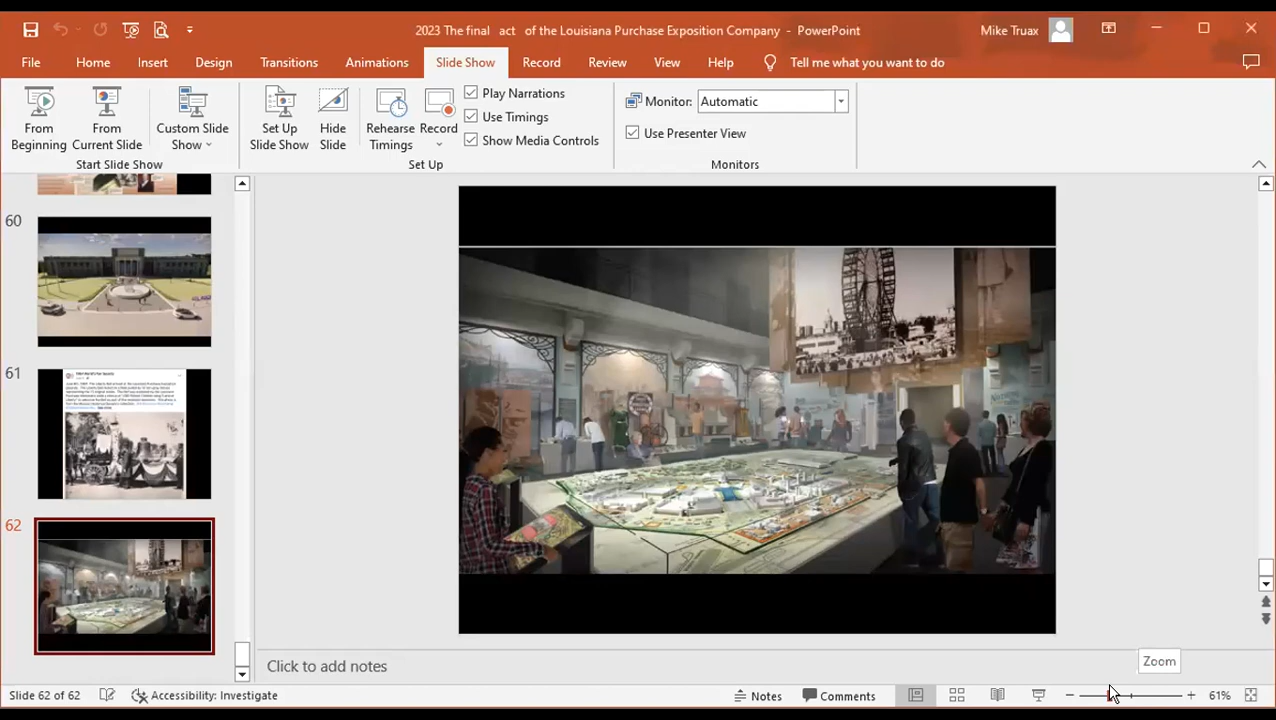 2023 The final act of the Louisiana Purchase Exposition Company - PowerPoint
Mike Truax
File Home Insert Design Transitions Animations Slide Show Record Review View Help Tell me what you want to do
From Beginning
From Current Slide
Custom Slide Show
Start Slide Show
Set Up Slide Show
Hide Slide
Rehearse Timings
Record
Play Narrations
Use Timings
Show Media Controls
Set Up
Monitor: Automatic
Use Presenter View
Monitors
60
61
62
Click to add notes
Zoom
Slide 62 of 62 Accessibility: Investigate Notes Comments 61%